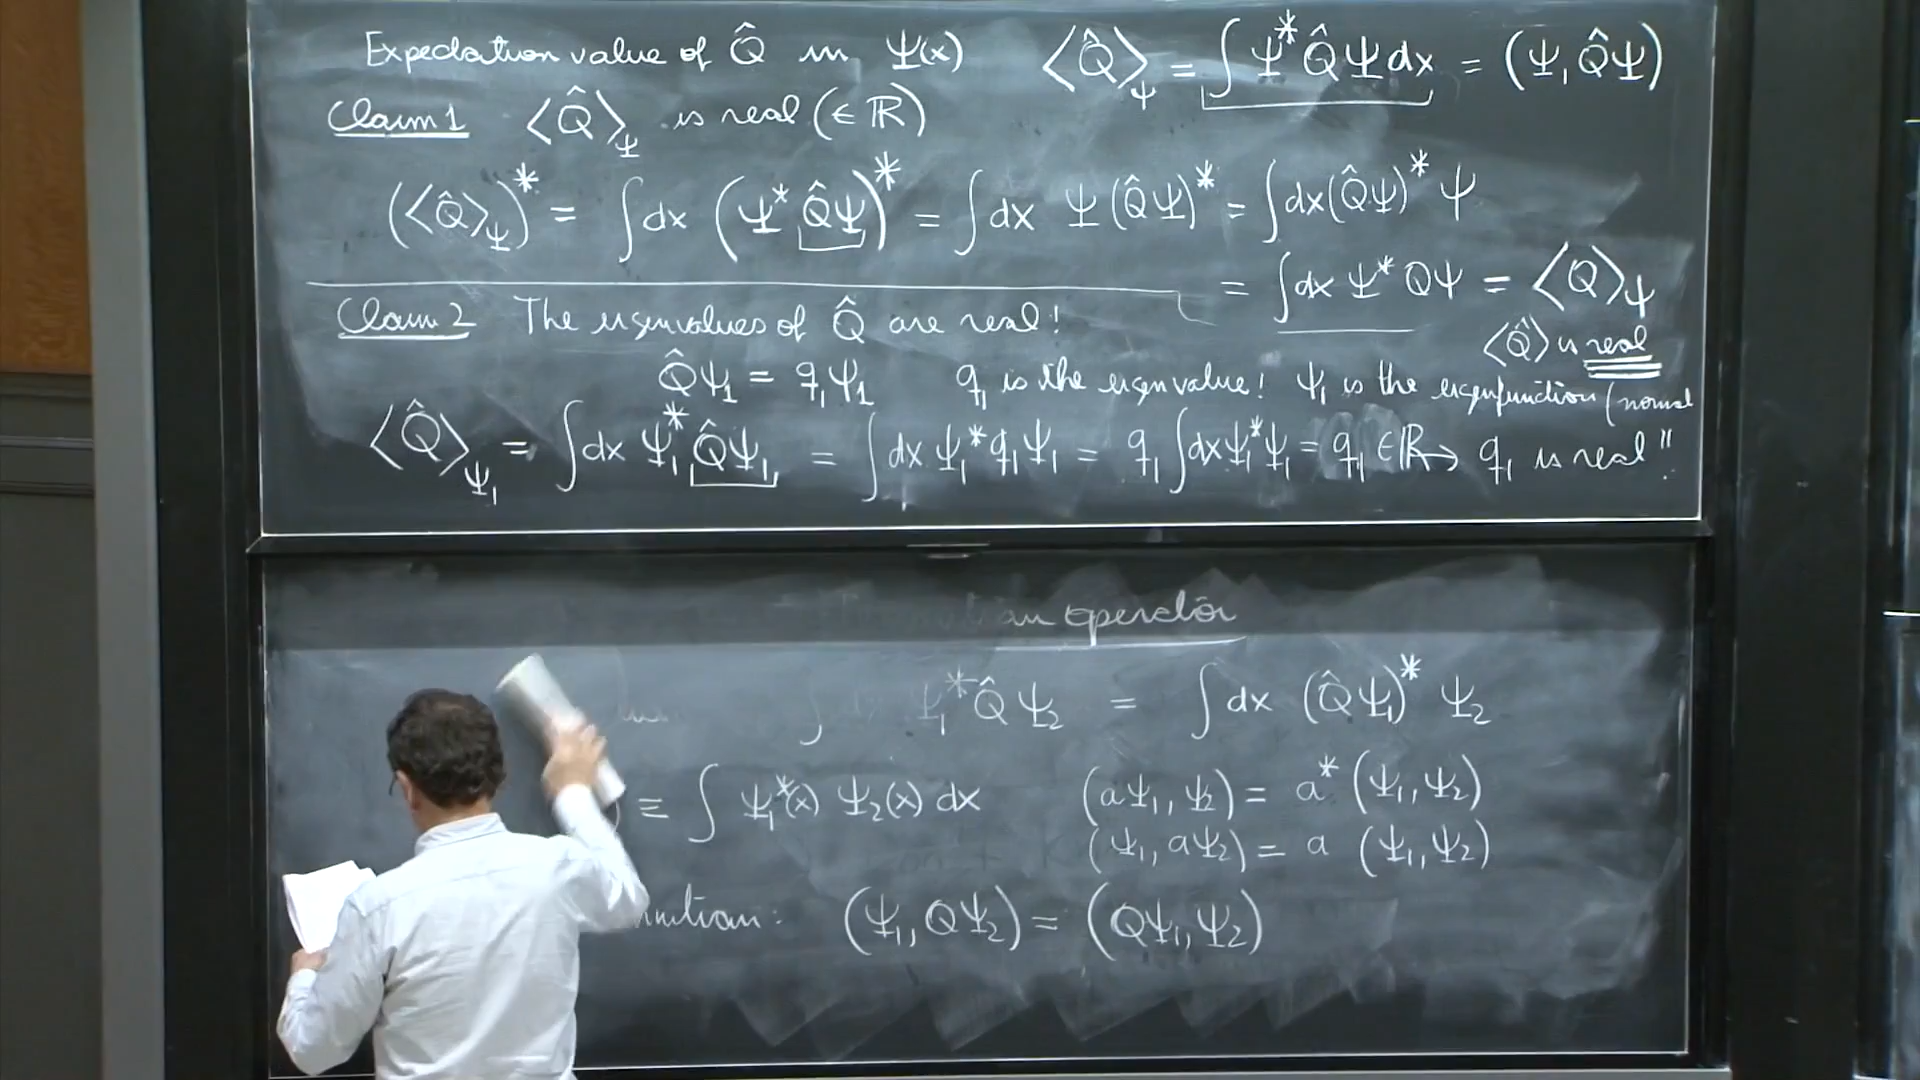 Expectation value of Q̂ in Ψ(x)   ⟨Q̂⟩_Ψ = ∫ Ψ* Q̂ Ψ dx = (Ψ, Q̂Ψ)
Claim 1   ⟨Q̂⟩_Ψ is real (∈ ℝ)
(⟨Q̂⟩_Ψ)* = ∫ dx (Ψ* Q̂Ψ)* = ∫ dx Ψ (Q̂Ψ)* = ∫ dx (Q̂Ψ)* Ψ
= ∫ dx Ψ* QΨ = ⟨Q⟩_Ψ
⟨Q̂⟩ is real
Claim 2   The eigenvalues of Q̂ are real!
Q̂Ψ₁ = q₁Ψ₁   q₁ is the eigenvalue! Ψ₁ is the eigenfunction (normal
⟨Q̂⟩_Ψ₁ = ∫ dx Ψ₁* Q̂Ψ₁ = ∫ dx Ψ₁* q₁Ψ₁ = q₁ ∫ dx Ψ₁* Ψ₁ = q₁ ∈ ℝ → q₁ is real!!
operator
∫ Ψ₁* Q̂ Ψ₂ = ∫ dx (Q̂Ψ₁)* Ψ₂
) ≡ ∫ Ψ₁*(x) Ψ₂(x) dx   (aΨ₁, Ψ₂) = a* (Ψ₁, Ψ₂)
(Ψ₁, aΨ₂) = a (Ψ₁, Ψ₂)
: (Ψ₁, QΨ₂) = (QΨ₁, Ψ₂)